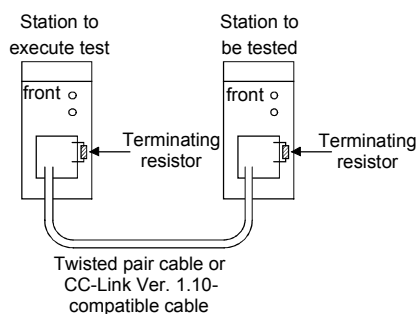 Station to
execute test
Station to
be tested
front
front
Terminating
resistor
Terminating
resistor
Twisted pair cable or
CC-Link Ver. 1.10-
compatible cable